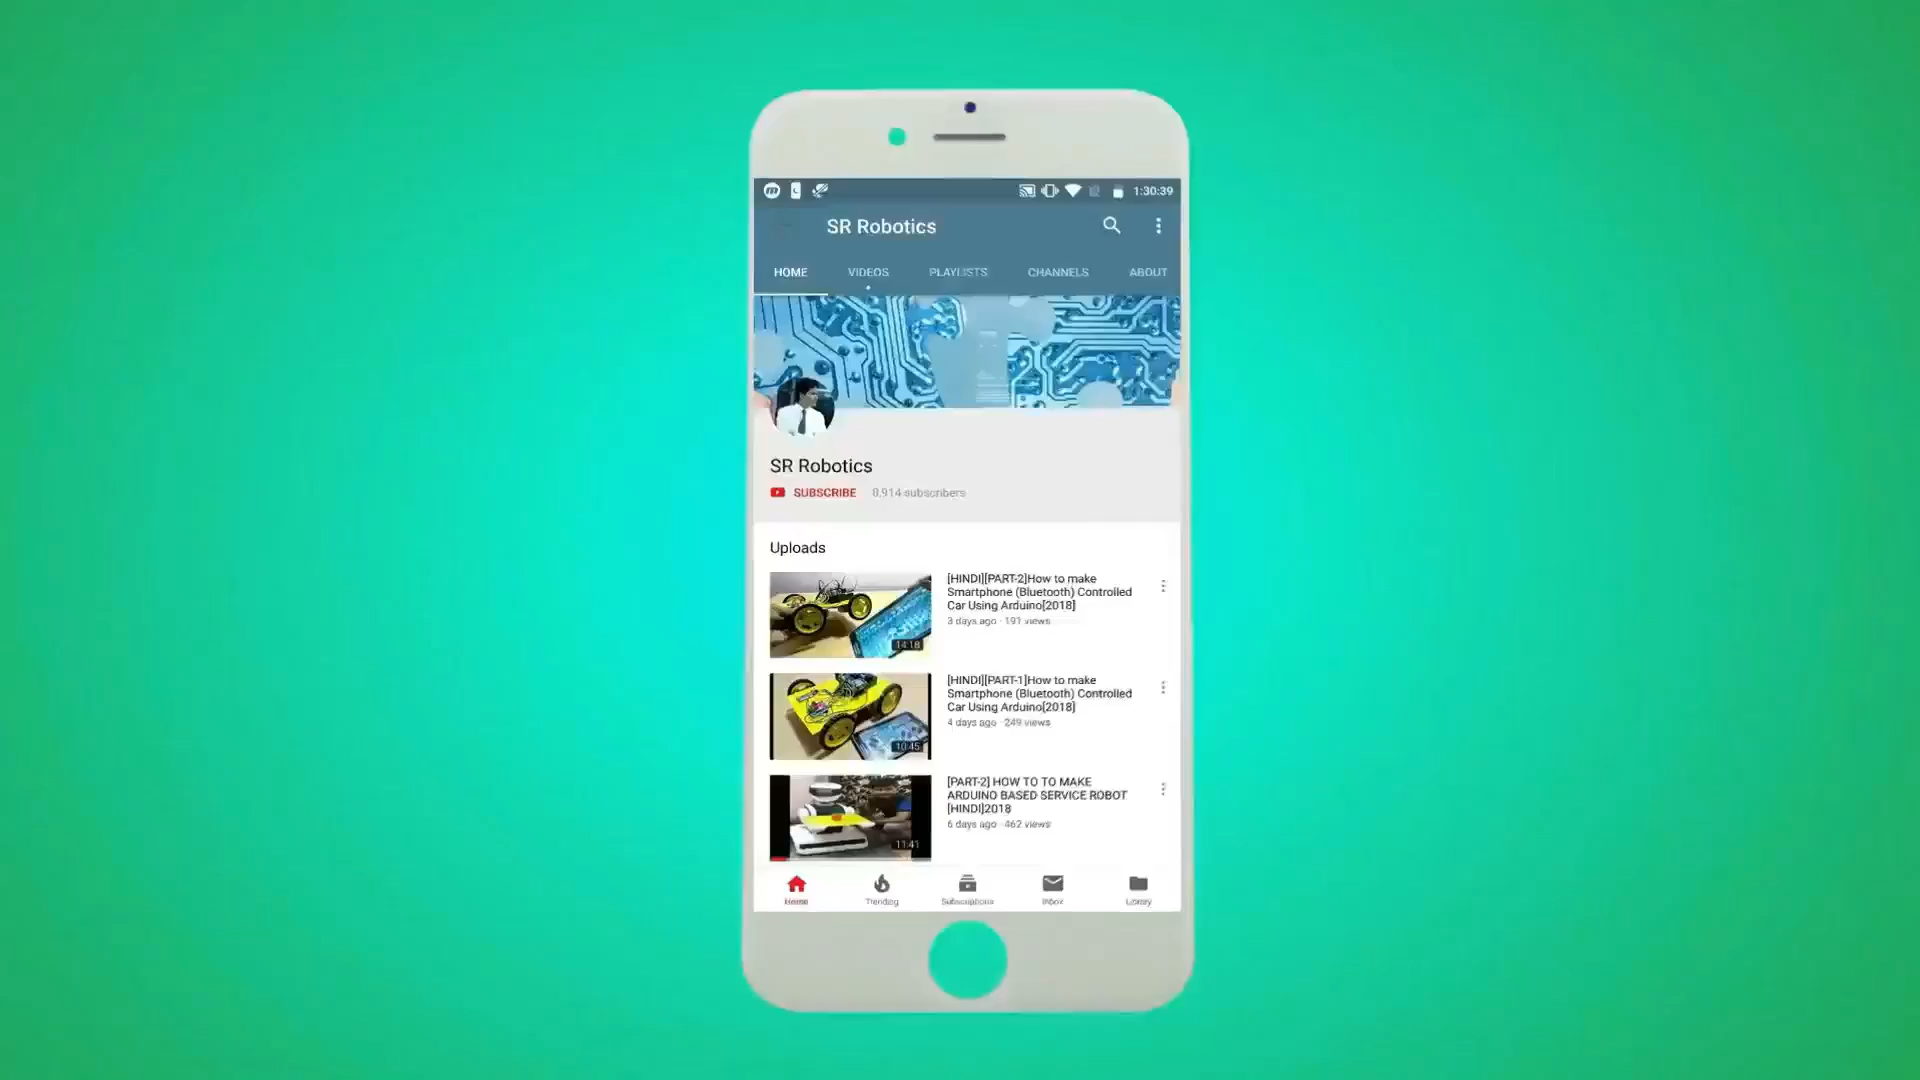 1:30:39
SR Robotics
HOME VIDEOS PLAYLISTS CHANNELS ABOUT
SR Robotics
SUBSCRIBE 8,914 subscribers
Uploads
[HINDI][PART-2]How to make
Smartphone (Bluetooth) Controlled
Car Using Arduino[2018]
3 days ago · 191 views
14:18
[HINDI][PART-1]How to make
Smartphone (Bluetooth) Controlled
Car Using Arduino[2018]
4 days ago · 249 views
10:45
[PART-2] HOW TO TO MAKE
ARDUINO BASED SERVICE ROBOT
[HINDI]2018
6 days ago · 462 views
11:41
Home Trending Subscriptions Inbox Library